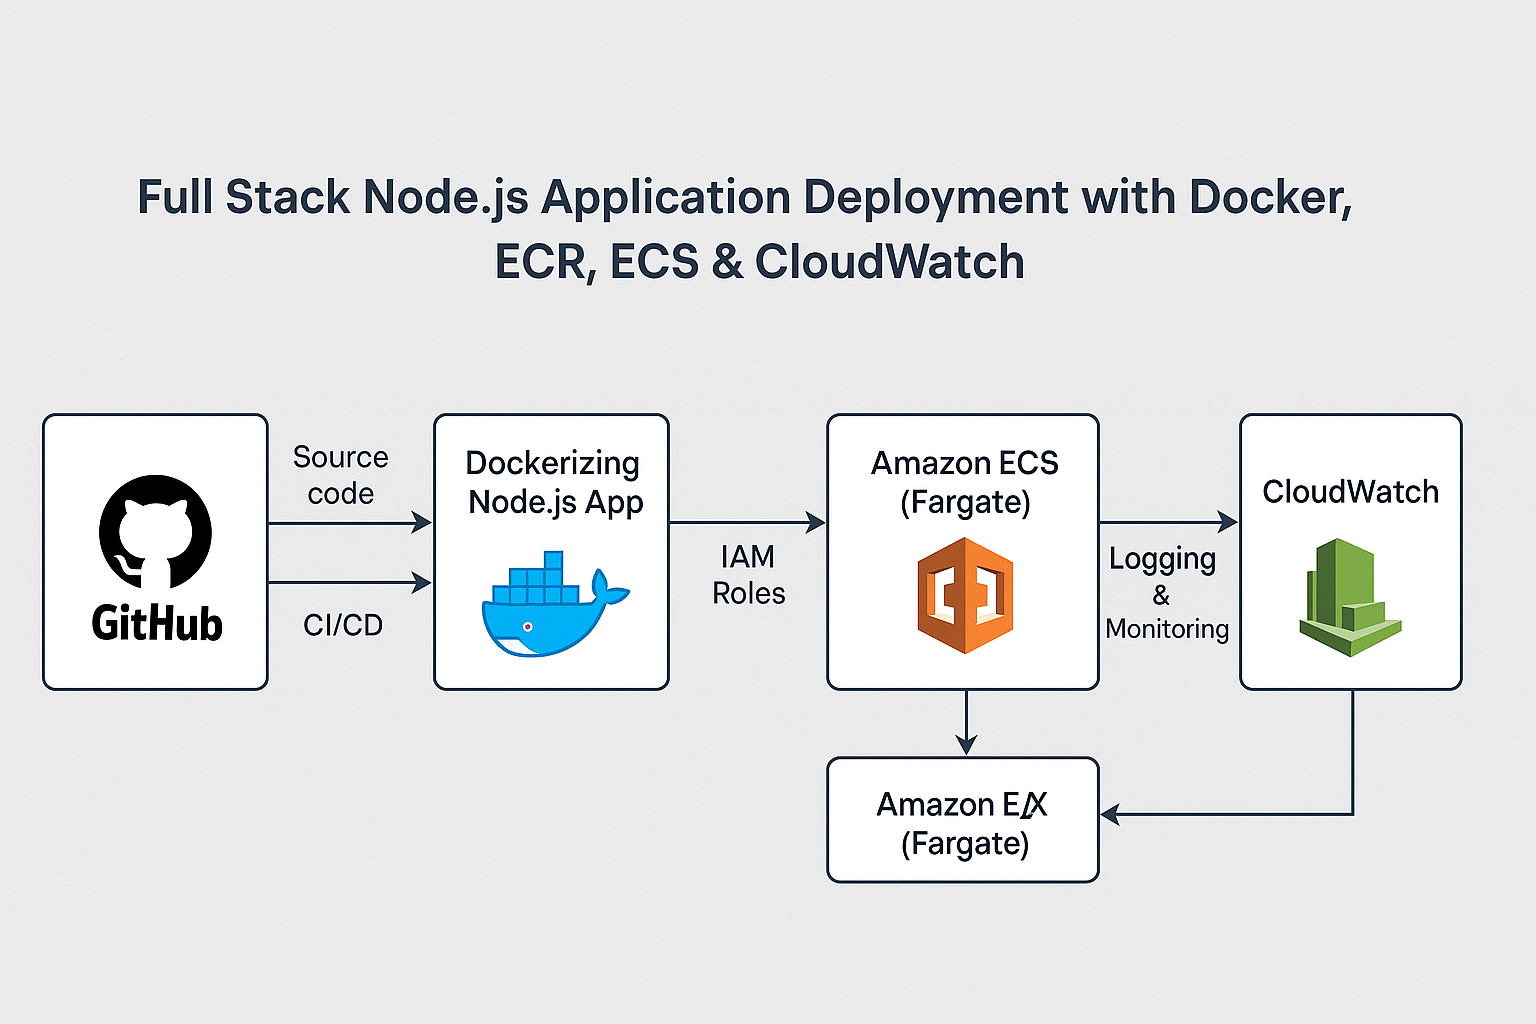 Full Stack Node.js Application Deployment with Docker,
ECR, ECS & CloudWatch
GitHub
Source
code
CI/CD
Dockerizing
Node.js App
IAM
Roles
Amazon ECS
(Fargate)
Logging
&
Monitoring
CloudWatch
Amazon
(Fargate)